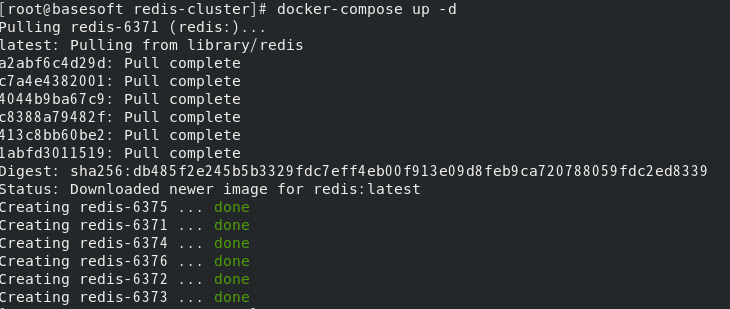 [root@basesoft redis-cluster]# docker-compose up -d
Pulling redis-6371 (redis:)...
latest: Pulling from library/redis
a2abf6c4d29d: Pull complete
c7a4e4382001: Pull complete
4044b9ba67c9: Pull complete
c8388a79482f: Pull complete
413c8bb60be2: Pull complete
1abfd3011519: Pull complete
Digest: sha256:db485f2e245b5b3329fdc7eff4eb00f913e09d8feb9ca720788059fdc2ed8339
Status: Downloaded newer image for redis:latest
Creating redis-6375 ... done
Creating redis-6371 ... done
Creating redis-6374 ... done
Creating redis-6376 ... done
Creating redis-6372 ... done
Creating redis-6373 ... done